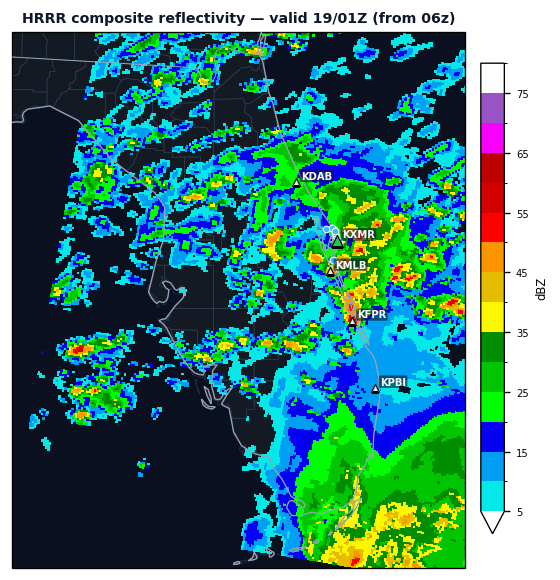 HRRR composite reflectivity — valid 19/01Z (from 06z)
KDAB
KXMR
KMLB
KFPR
KPBI
75
65
55
45
35
25
15
5
dBZ